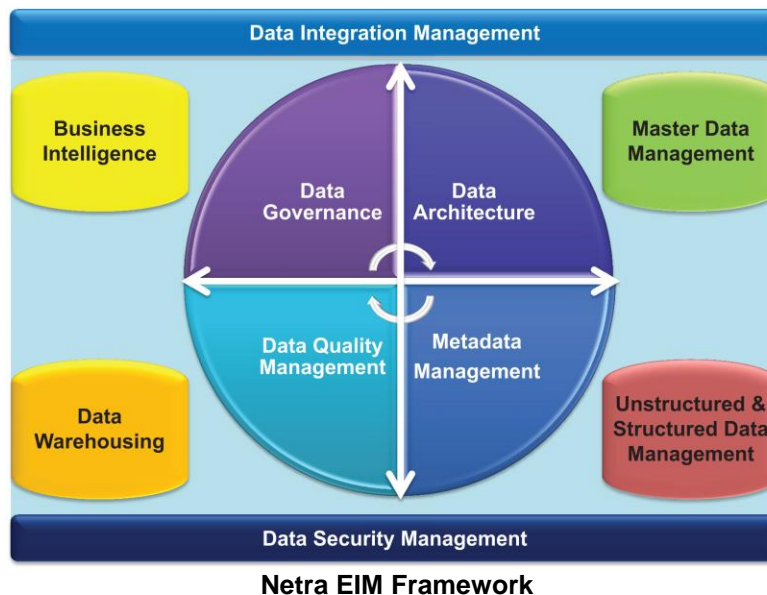 Data Integration Management
Business
Intelligence
Master Data
Management
Data
Governance
Data
Architecture
Data Quality
Management
Metadata
Management
Data
Warehousing
Unstructured &
Structured Data
Management
Data Security Management
Netra EIM Framework